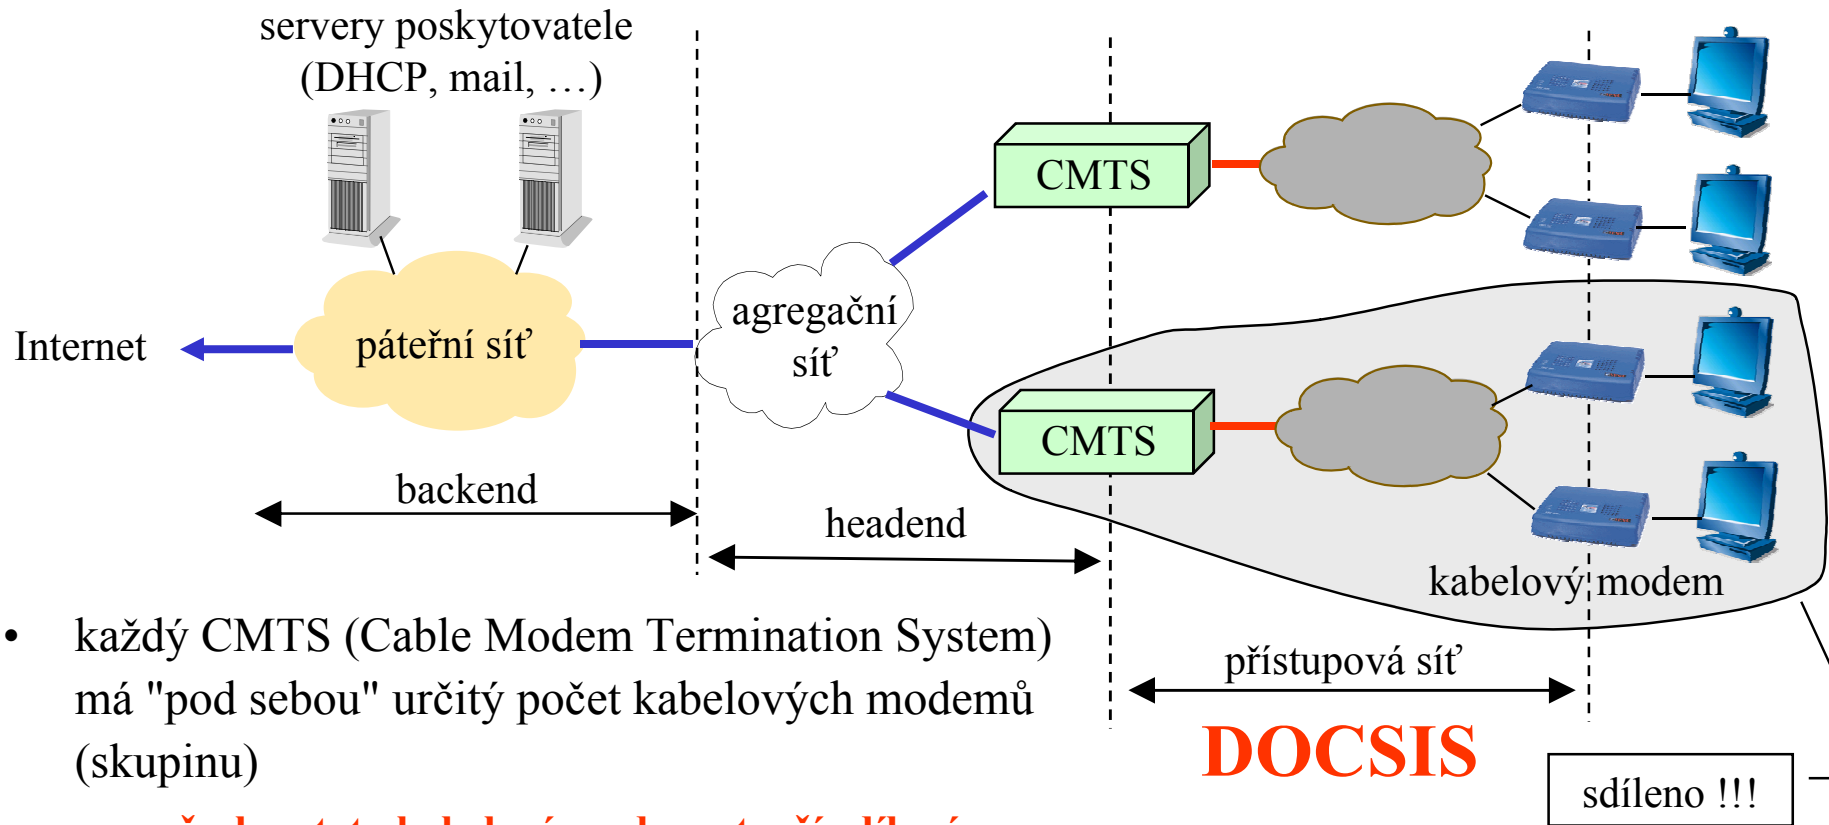 servery poskytovatele
(DHCP, mail, …)
CMTS
agregační
síť
Internet
páteřní síť
CMTS
backend
headend
kabelový modem
• každý CMTS (Cable Modem Termination System)
má "pod sebou" určitý počet kabelových modemů
(skupinu)
přístupová síť
DOCSIS
sdíleno !!!